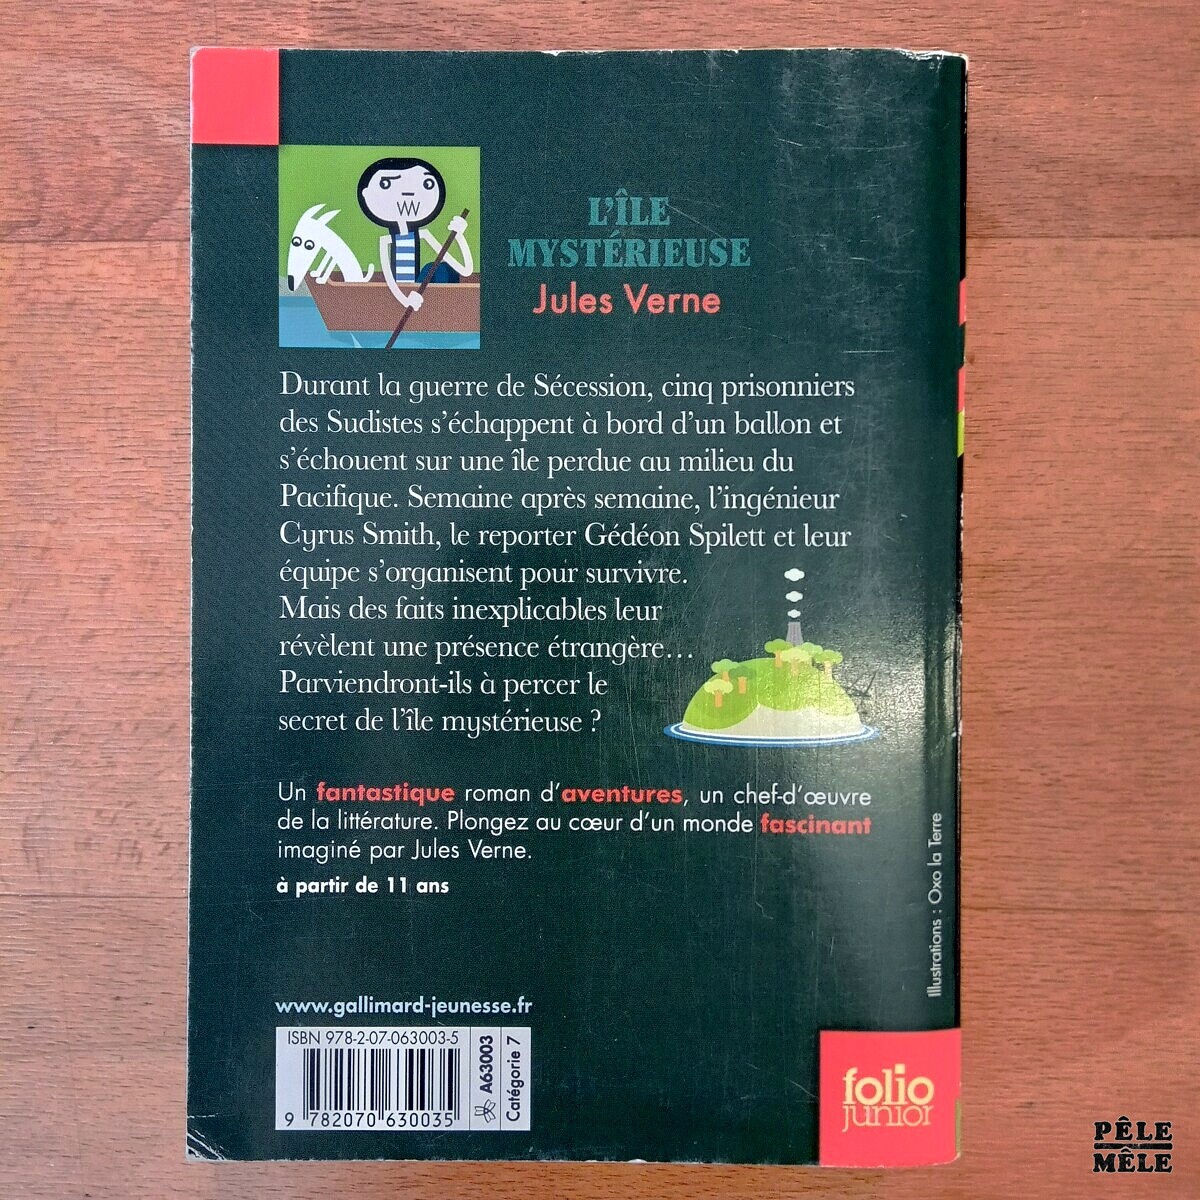 L'ÎLE
MYSTÉRIEUSE
Jules Verne
Durant la guerre de Sécession, cinq prisonniers
des Sudistes s'échappent à bord d'un ballon et
s'échouent sur une île perdue au milieu du
Pacifique. Semaine après semaine, l'ingénieur
Cyrus Smith, le reporter Gédéon Spilett et leur
équipe s'organisent pour survivre.
Mais des faits inexplicables leur
révèlent une présence étrangère...
Parviendront-ils à percer le
secret de l'île mystérieuse ?
Un fantastique roman d'aventures, un chef-d'œuvre
de la littérature. Plongez au cœur d'un monde fascinant
imaginé par Jules Verne.
à partir de 11 ans
Illustrations : Oxo la Terre
www.gallimard-jeunesse.fr
ISBN 978-2-07-063003-5
9 782070 630035
A63003
Catégorie 7
folio
junior
PÊLE
MÊLE